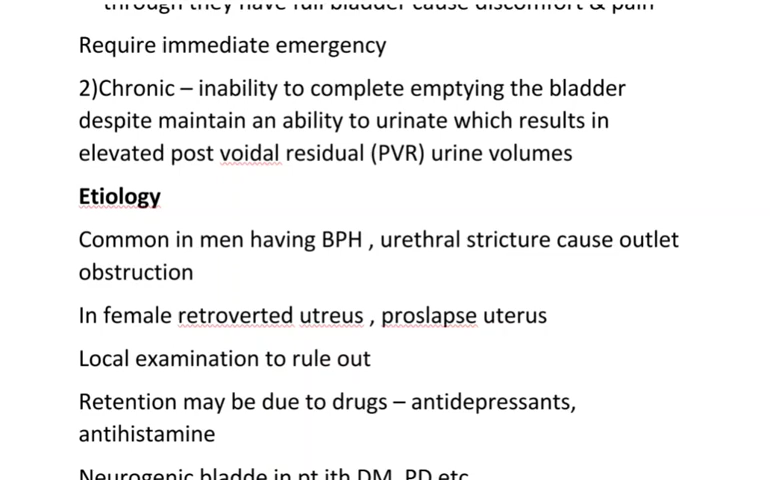 through they have full bladder cause discomfort & pain
Require immediate emergency
2)Chronic – inability to complete emptying the bladder
despite maintain an ability to urinate which results in
elevated post voidal residual (PVR) urine volumes
Etiology
Common in men having BPH , urethral stricture cause outlet
obstruction
In female retroverted utreus , proslapse uterus
Local examination to rule out
Retention may be due to drugs – antidepressants,
antihistamine
Neurogenic bladde in pt ith DM, PD etc